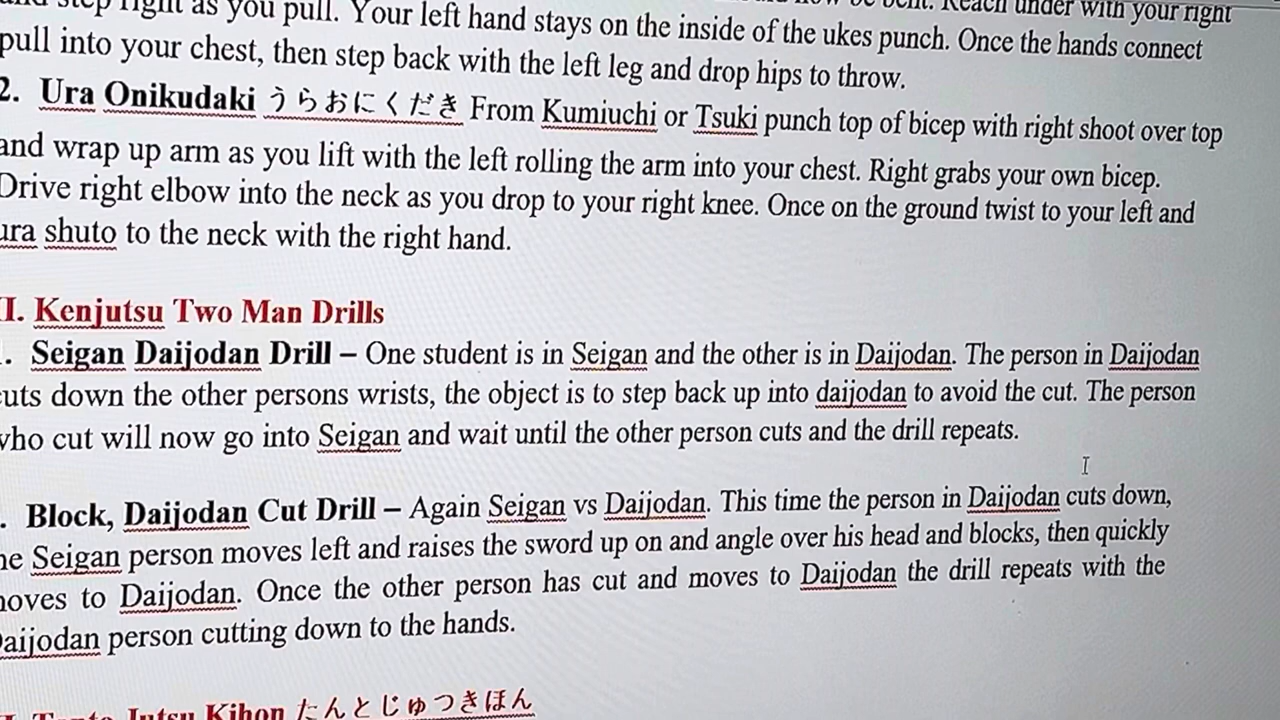 and step right as you pull. Your left hand stays on the inside of the ukes punch. Once the hands connect
be bent. Reach under with your right
pull into your chest, then step back with the left leg and drop hips to throw.
2. Ura Onikudaki うらおにくだき From Kumiuchi or Tsuki punch top of bicep with right shoot over top
and wrap up arm as you lift with the left rolling the arm into your chest. Right grabs your own bicep.
Drive right elbow into the neck as you drop to your right knee. Once on the ground twist to your left and
ura shuto to the neck with the right hand.
II. Kenjutsu Two Man Drills
. Seigan Daijodan Drill – One student is in Seigan and the other is in Daijodan. The person in Daijodan
cuts down the other persons wrists, the object is to step back up into daijodan to avoid the cut. The person
who cut will now go into Seigan and wait until the other person cuts and the drill repeats.
. Block, Daijodan Cut Drill – Again Seigan vs Daijodan. This time the person in Daijodan cuts down,
he Seigan person moves left and raises the sword up on and angle over his head and blocks, then quickly
moves to Daijodan. Once the other person has cut and moves to Daijodan the drill repeats with the
Daijodan person cutting down to the hands.
Tanto Jutsu Kihon たんとじゅつきほん